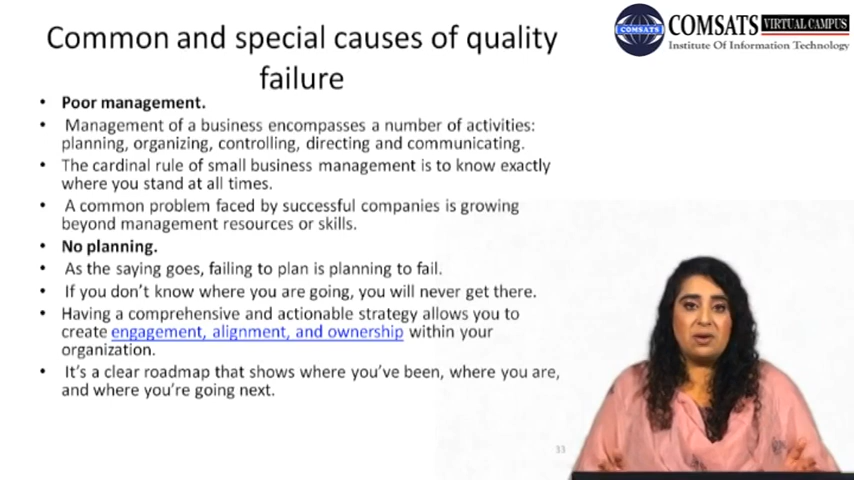 Common and special causes of quality
failure
COMSATS
COMSATS VIRTUAL CAMPUS
Institute Of Information Technology
• Poor management.
• Management of a business encompasses a number of activities:
planning, organizing, controlling, directing and communicating.
• The cardinal rule of small business management is to know exactly
where you stand at all times.
• A common problem faced by successful companies is growing
beyond management resources or skills.
• No planning.
• As the saying goes, failing to plan is planning to fail.
• If you don’t know where you are going, you will never get there.
• Having a comprehensive and actionable strategy allows you to
create engagement, alignment, and ownership within your
organization.
• It’s a clear roadmap that shows where you’ve been, where you are,
and where you’re going next.
33